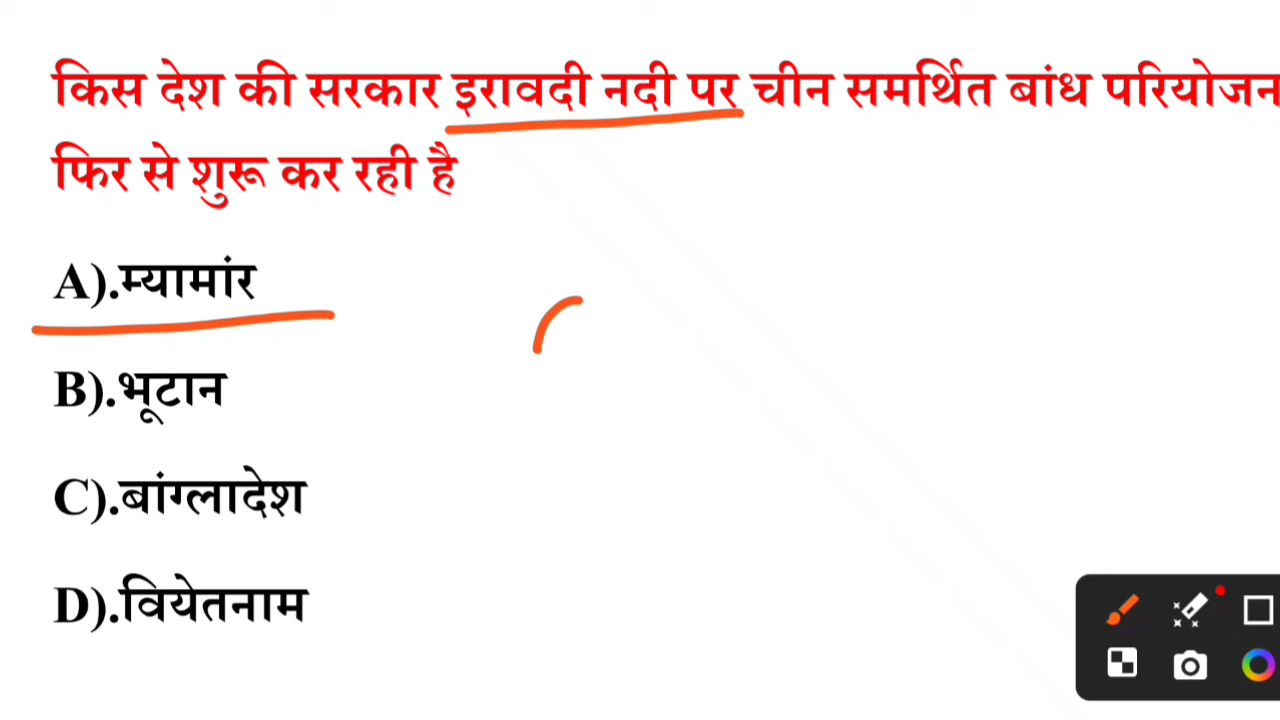 किस देश की सरकार इरावदी नदी पर चीन समर्थित बांध परियोजन
फिर से शुरू कर रही है
A).म्यामांर
B).भूटान
C).बांग्लादेश
D).वियेतनाम